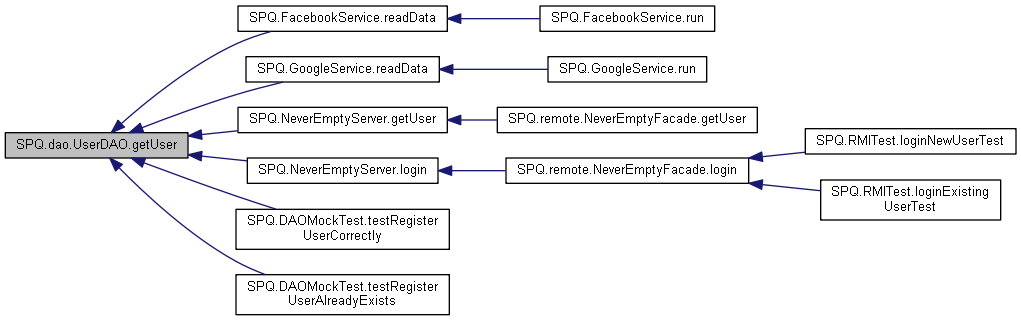 SPQ.FacebookService.readData
SPQ.FacebookService.run
SPQ.GoogleService.readData
SPQ.GoogleService.run
SPQ.NeverEmptyServer.getUser
SPQ.remote.NeverEmptyFacade.getUser
SPQ.dao.UserDAO.getUser
SPQ.NeverEmptyServer.login
SPQ.remote.NeverEmptyFacade.login
SPQ.RMITest.loginNewUserTest
SPQ.RMITest.loginExisting
UserTest
SPQ.DAOMockTest.testRegister
UserCorrectly
SPQ.DAOMockTest.testRegister
UserAlreadyExists